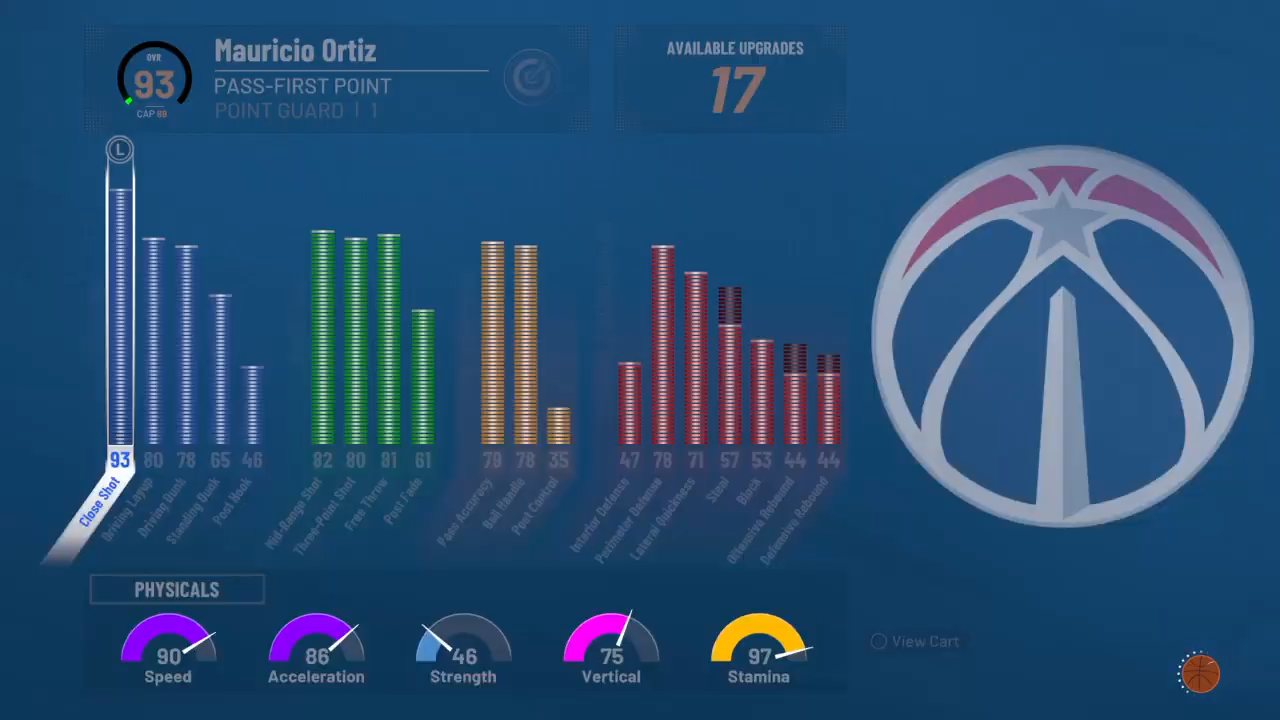 OVR
93
CAP 89
Mauricio Ortiz
PASS-FIRST POINT
POINT GUARD | 1
AVAILABLE UPGRADES
17
L
93 80 78 65 46 82 80 81 61 79 78 35 47 78 71 57 53 44 44
Close Shot
Driving Layup
Driving Dunk
Standing Dunk
Post Hook
Mid-Range Shot
Three-Point Shot
Free Throw
Post Fade
Pass Accuracy
Ball Handle
Post Control
Interior Defense
Perimeter Defense
Lateral Quickness
Steal
Block
Offensive Rebound
Defensive Rebound
PHYSICALS
90 86 46 75 97
Speed Acceleration Strength Vertical Stamina
View Cart